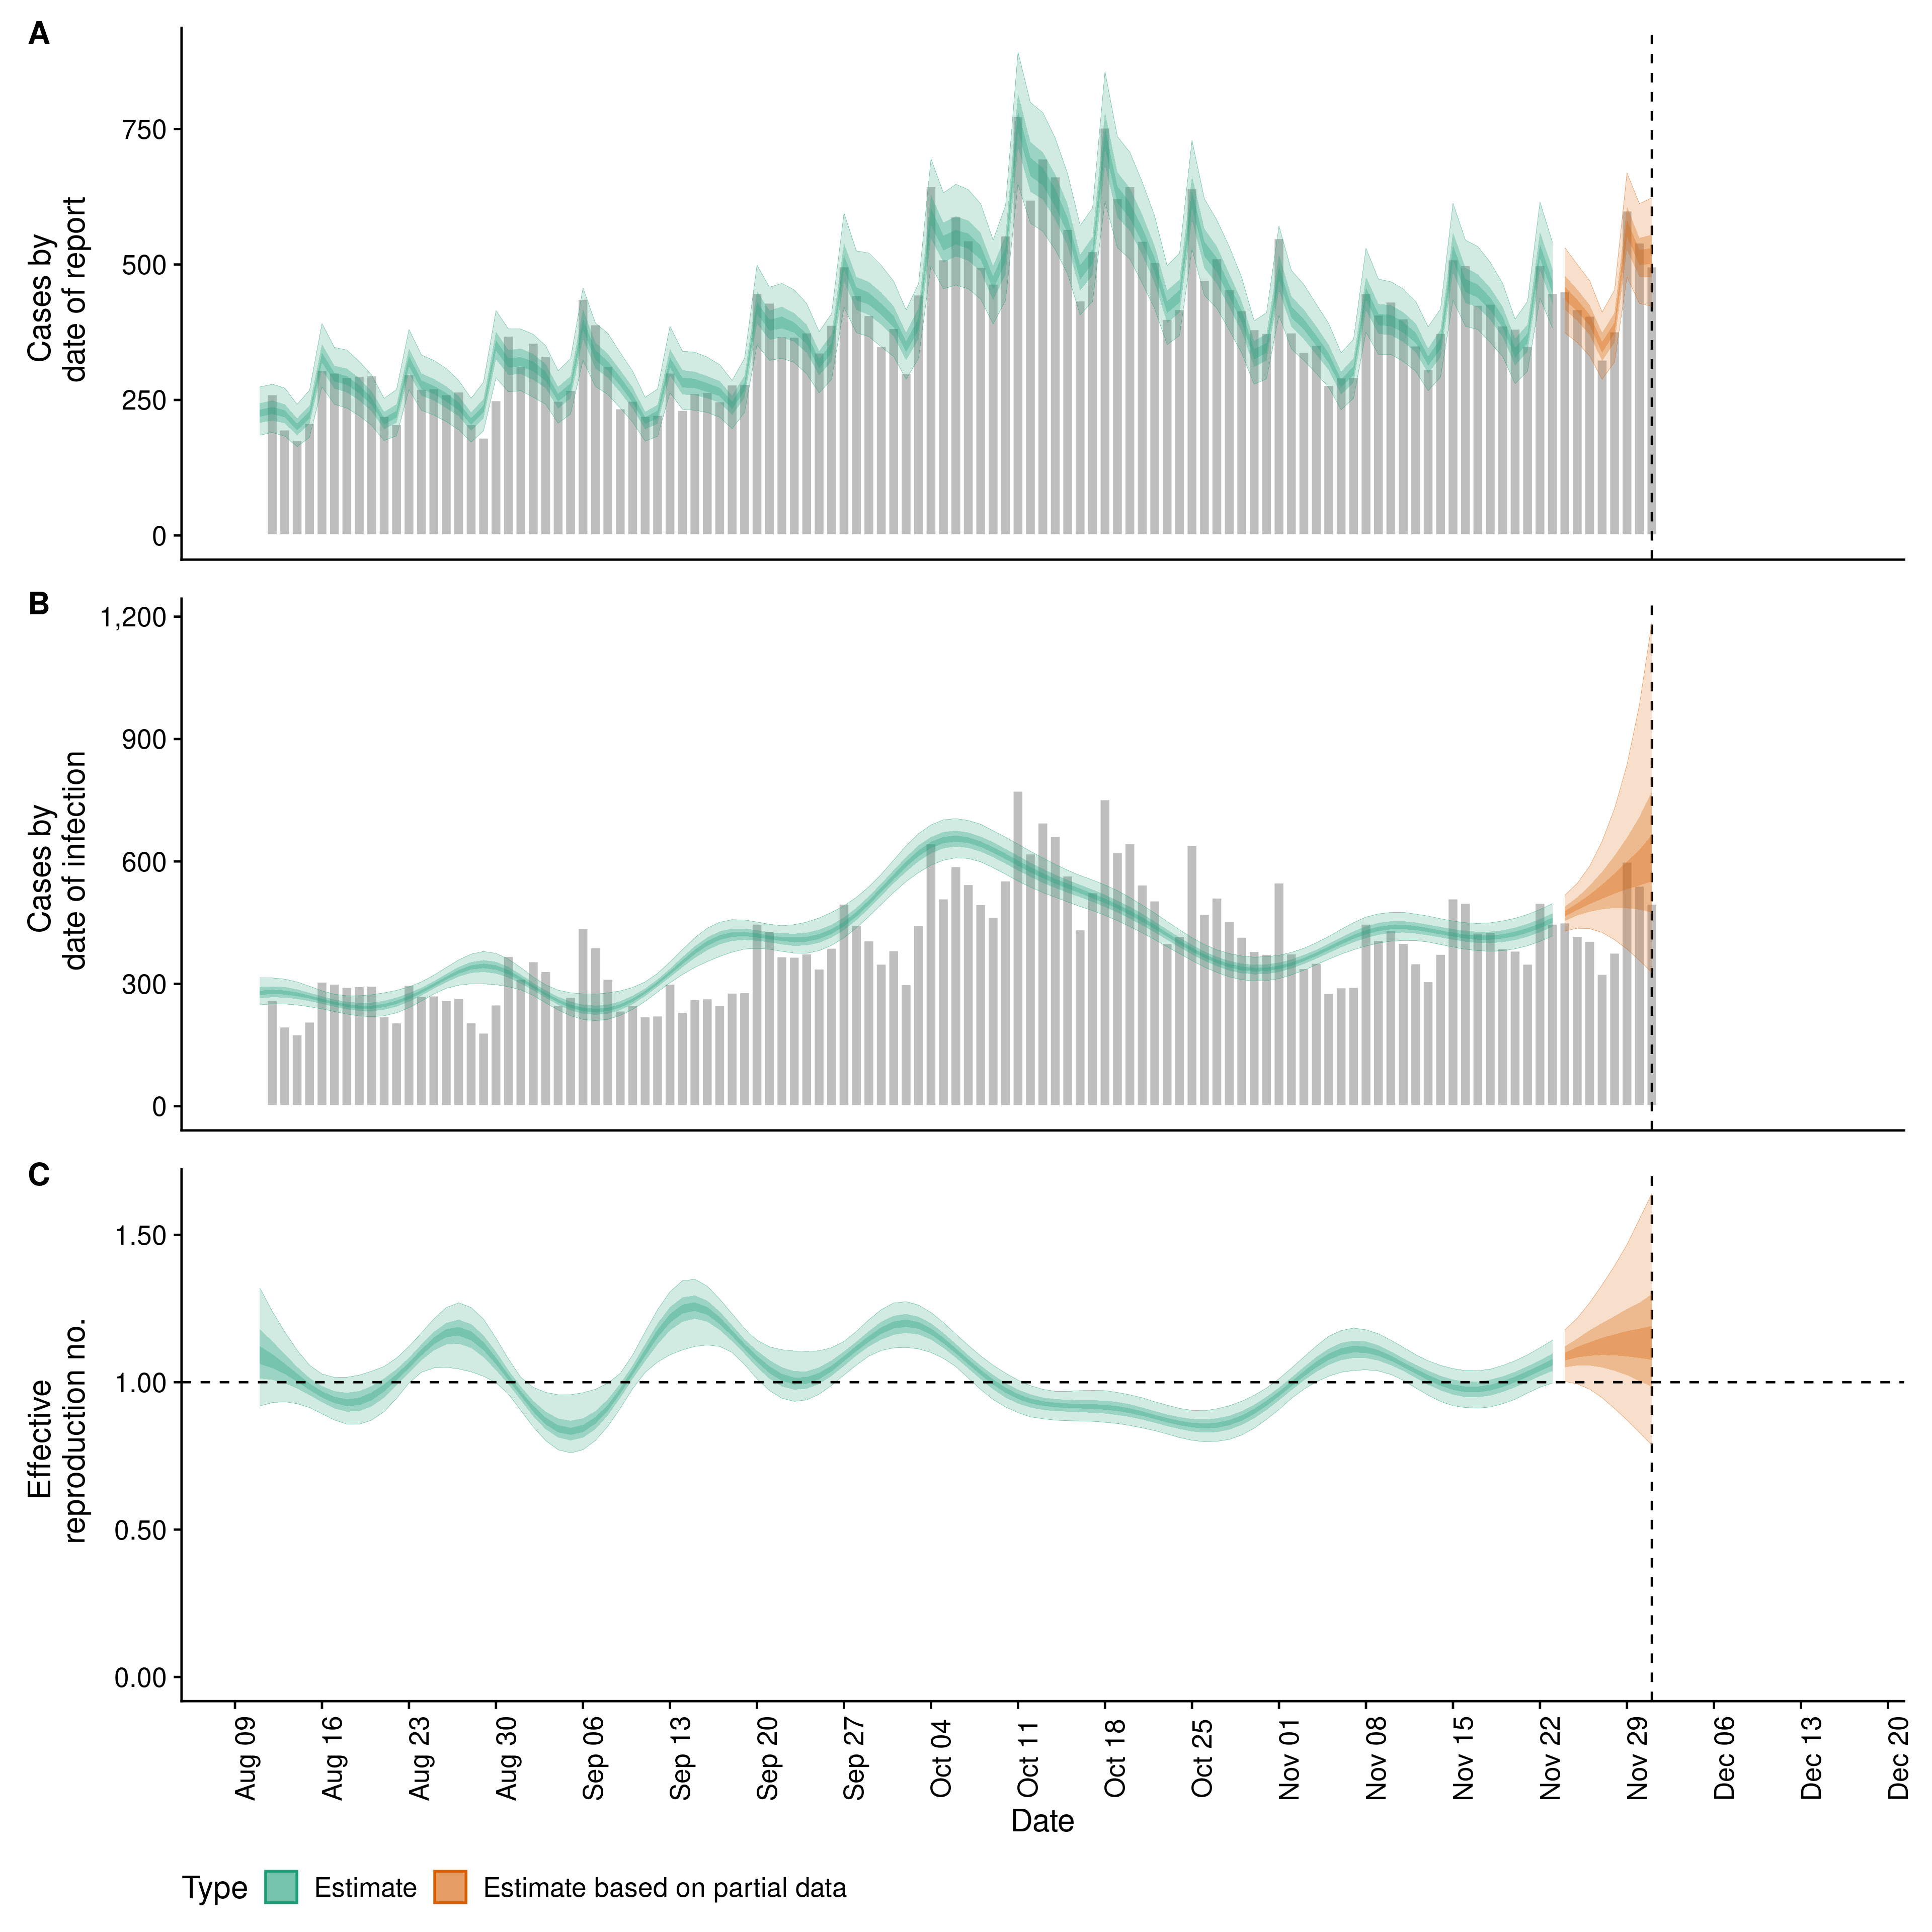 A
Cases by
date of report
750
500
250
0
B
Cases by
date of infection
1,200
900
600
300
0
C
Effective
reproduction no.
1.50
1.00
0.50
0.00
Aug 09
Aug 16
Aug 23
Aug 30
Sep 06
Sep 13
Sep 20
Sep 27
Oct 04
Oct 11
Oct 18
Oct 25
Nov 01
Nov 08
Nov 15
Nov 22
Nov 29
Dec 06
Dec 13
Dec 20
Date
Type
Estimate
Estimate based on partial data